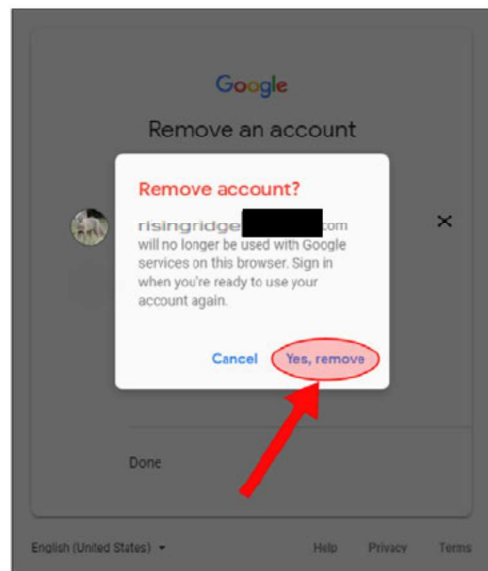 Google
Remove an account
Remove account?
risingridge com
will no longer be used with Google
services on this browser. Sign in
when you're ready to use your
account again.
Cancel Yes, remove
Done
English (United States) Help Privacy Terms